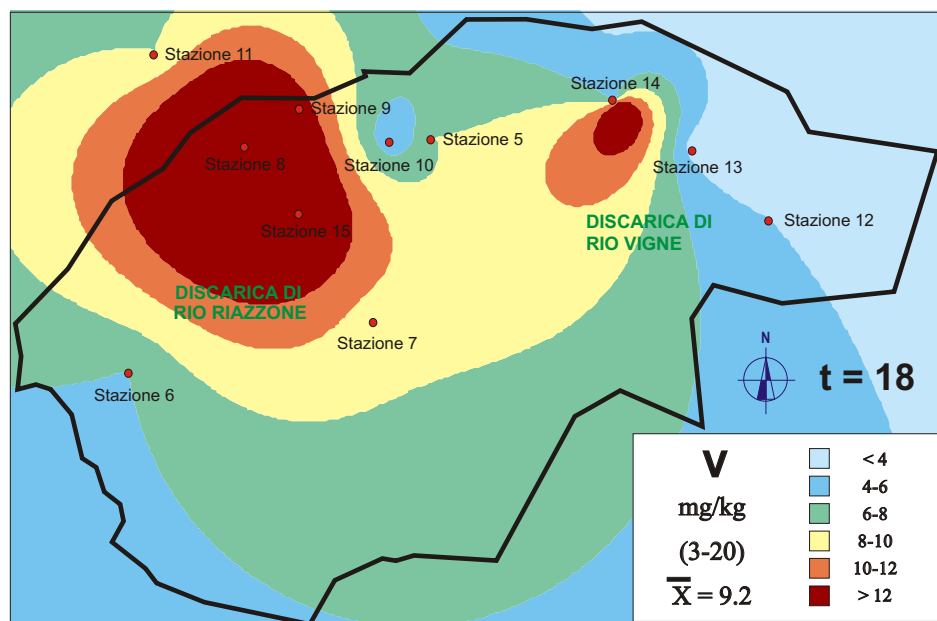 Stazione 11
Stazione 14
Stazione 9
Stazione 5
Stazione 10
Stazione 8
Stazione 13
Stazione 15
Stazione 12
DISCARICA DI
RIO VIGNE
DISCARICA DI
RIO RIAZZONE
Stazione 7
Stazione 6
N
t = 18
V
mg/kg
(3-20)
X̅ = 9.2
< 4
4-6
6-8
8-10
10-12
> 12